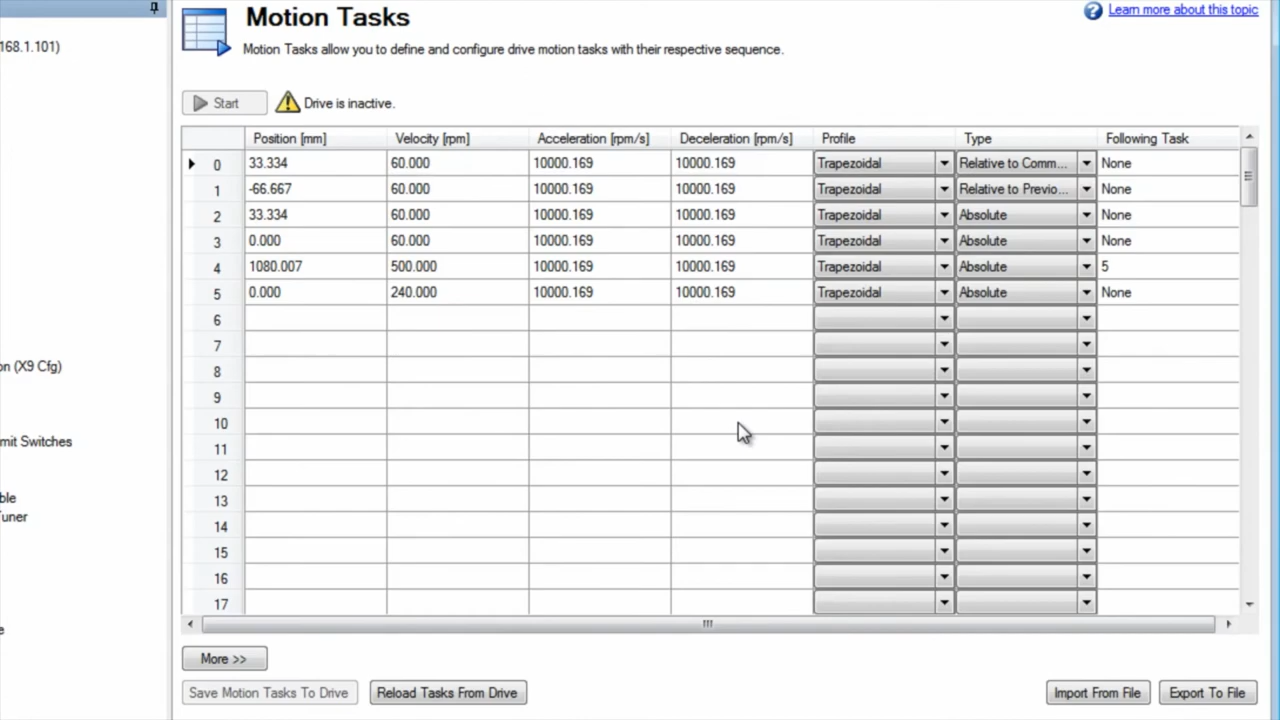 Motion Tasks
Learn more about this topic
168.1.101)
Motion Tasks allow you to define and configure drive motion tasks with their respective sequence.
Start
Drive is inactive.
Position [mm] Velocity [rpm] Acceleration [rpm/s] Deceleration [rpm/s] Profile Type Following Task
0 33.334 60.000 10000.169 10000.169 Trapezoidal Relative to Comm... None
1 -66.667 60.000 10000.169 10000.169 Trapezoidal Relative to Previo... None
2 33.334 60.000 10000.169 10000.169 Trapezoidal Absolute None
3 0.000 60.000 10000.169 10000.169 Trapezoidal Absolute None
4 1080.007 500.000 10000.169 10000.169 Trapezoidal Absolute 5
5 0.000 240.000 10000.169 10000.169 Trapezoidal Absolute None
6
7
on (X9 Cfg)
8
9
10
mit Switches
11
12
ble
13
Tuner
14
15
16
17
e
More >>
Save Motion Tasks To Drive Reload Tasks From Drive Import From File Export To File